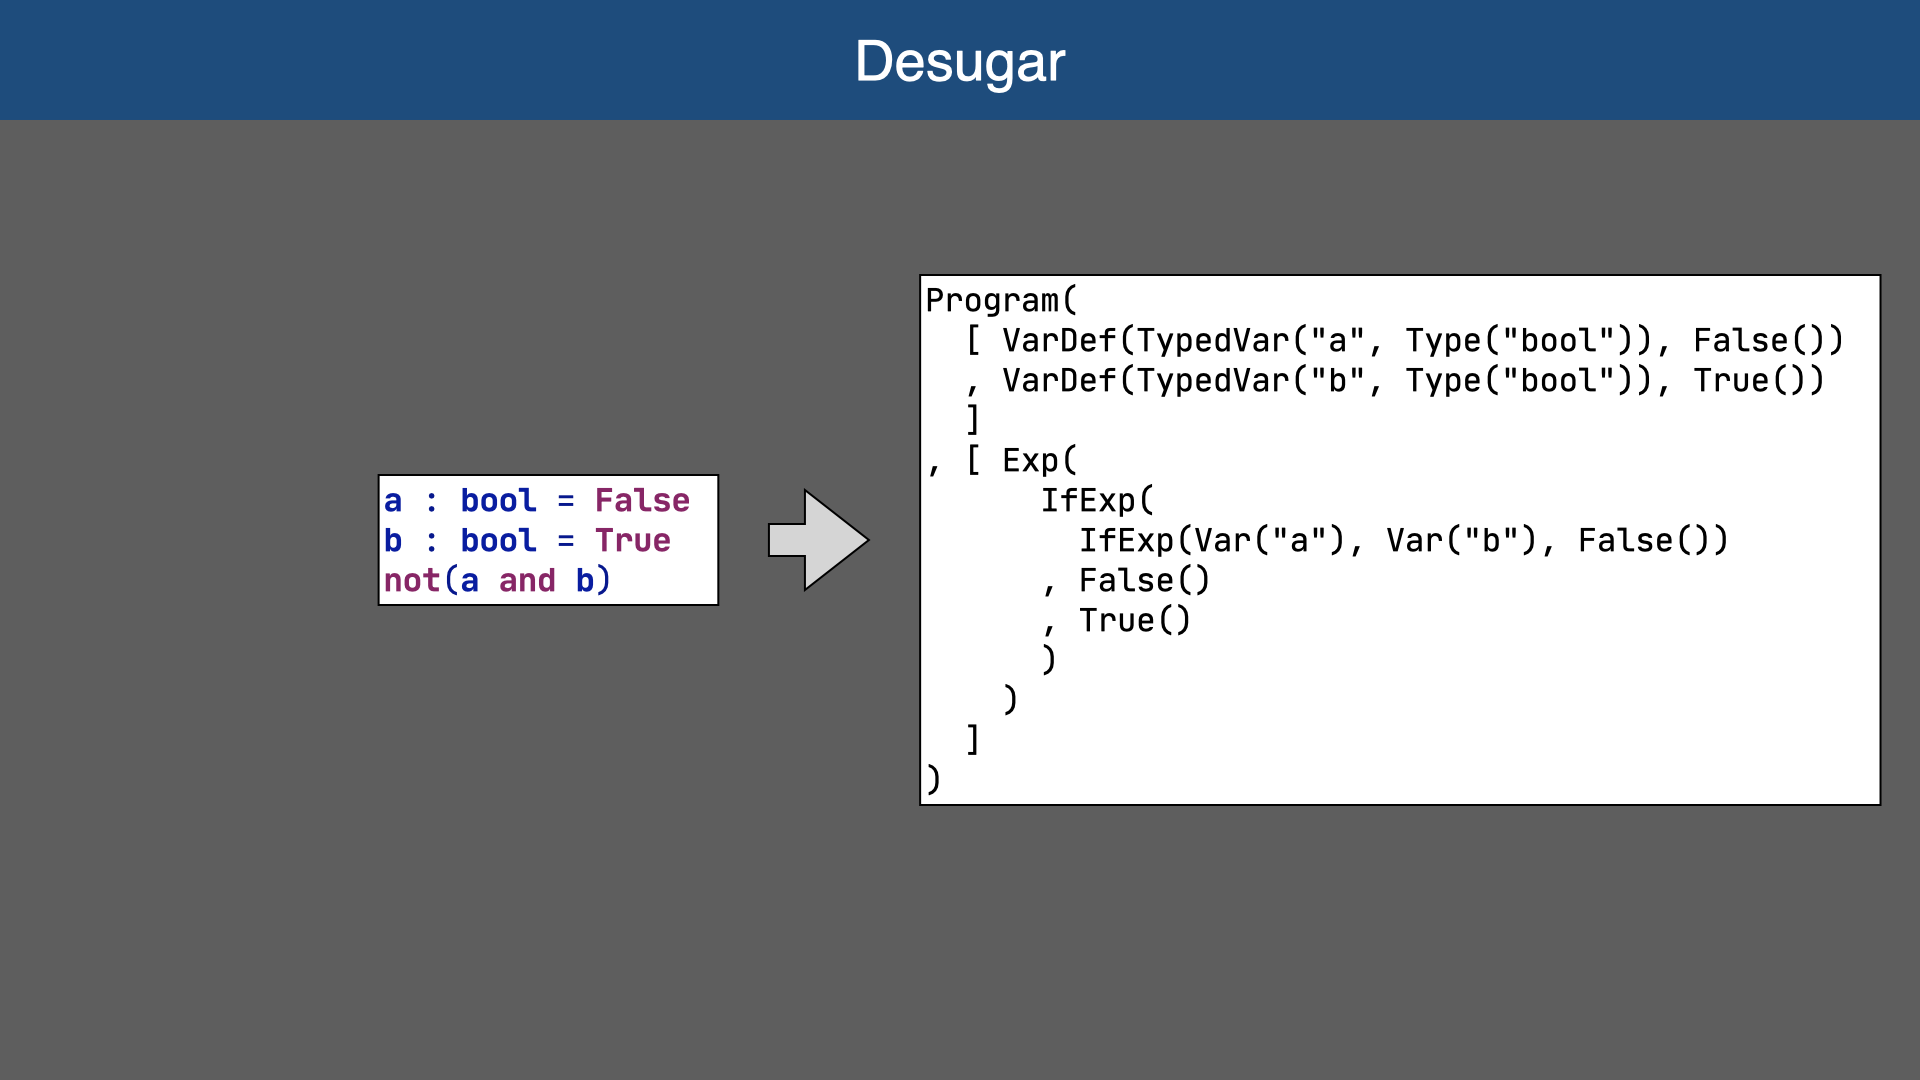 Desugar
a : bool = False
b : bool = True
not(a and b)
Program(
  [ VarDef(TypedVar("a", Type("bool")), False())
  , VarDef(TypedVar("b", Type("bool")), True())
  ]
, [ Exp(
      IfExp(
        IfExp(Var("a"), Var("b"), False())
      , False()
      , True()
      )
    )
  ]
)